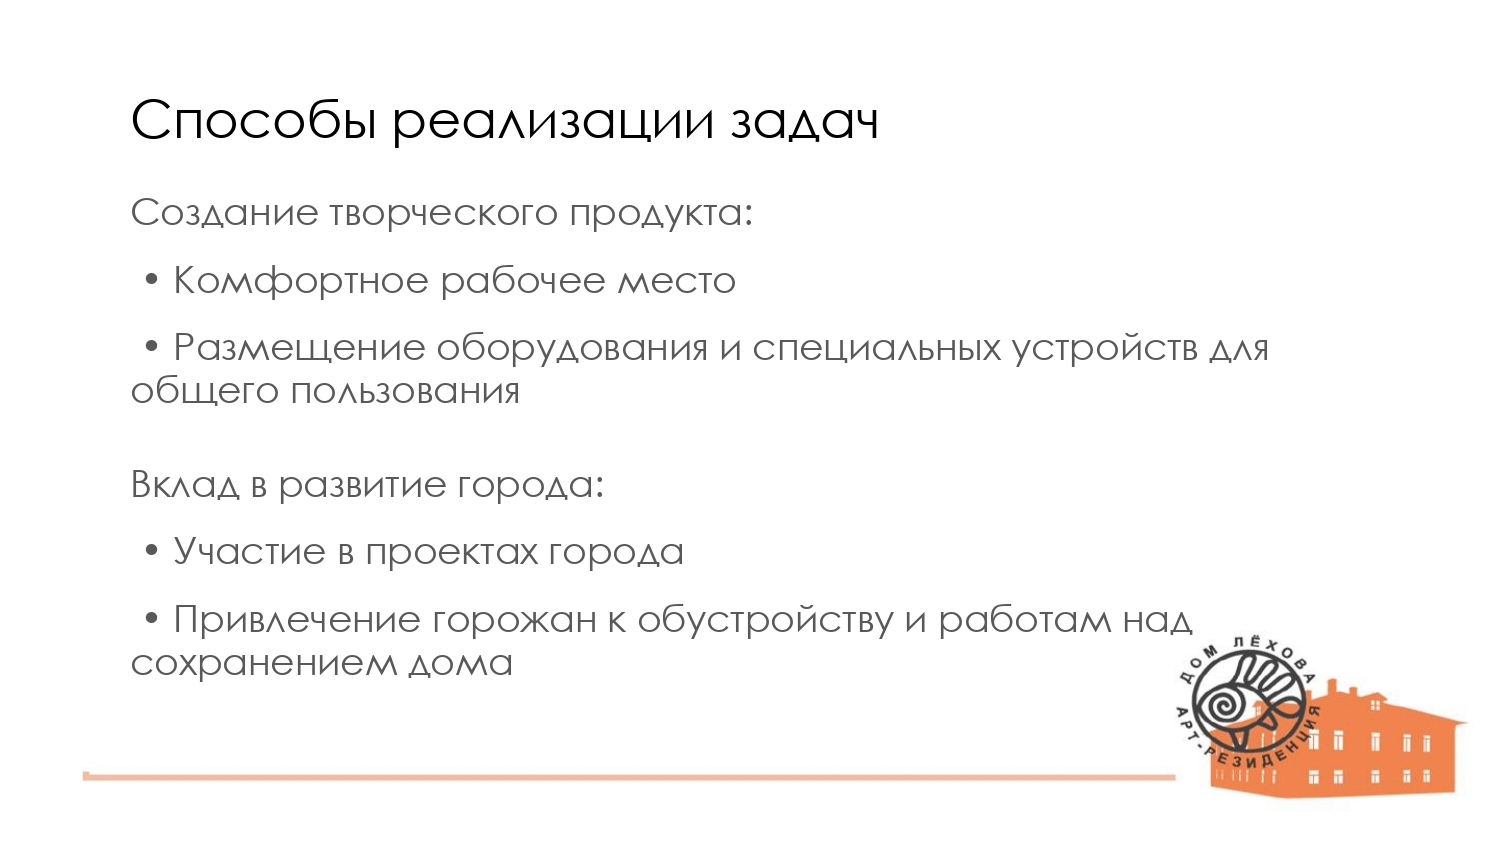 Способы реализации задач
Создание творческого продукта:
• Комфортное рабочее место
• Размещение оборудования и специальных устройств для
общего пользования
Вклад в развитие города:
• Участие в проектах города
• Привлечение горожан к обустройству и работам над
сохранением дома
ДОМ ЛЁХОВА
АРТ-РЕЗИДЕНЦИЯ